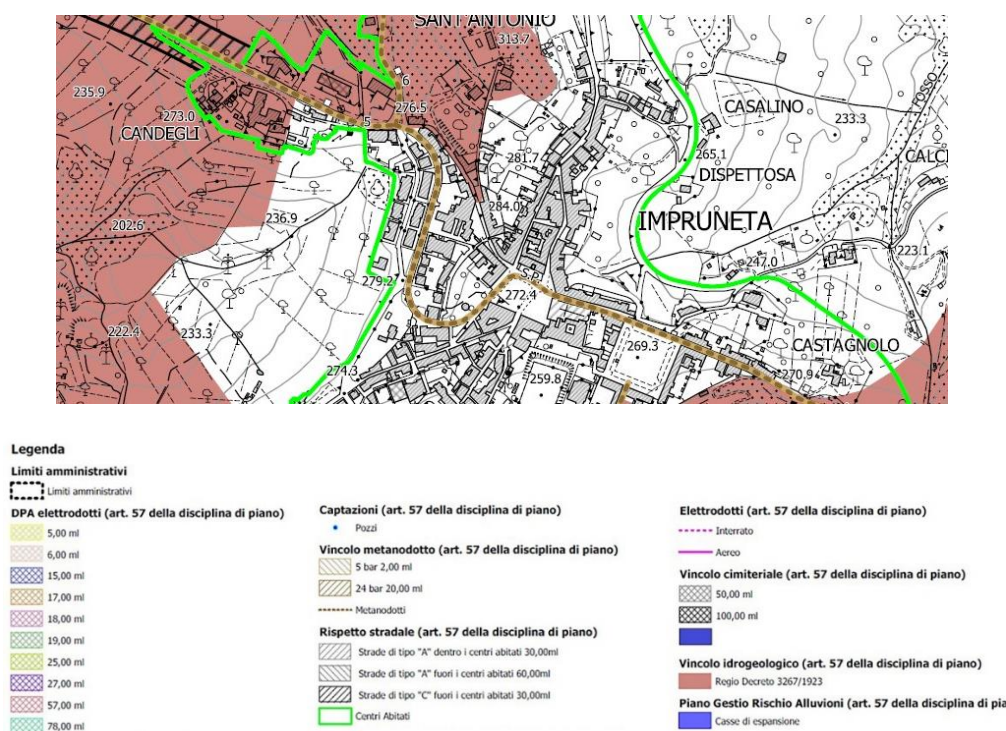 SANT'ANTONIO
313.7
235.9
6
276.5
273.0
5
CANDEGLI
CASALINO
233.3
FOSSO
281.7
265.1
DISPETTOSA
CALCI
202.6
236.9
284.0
IMPRUNETA
279.2
247.0
223.1
S.P.
272.4
222.4
233.3
269.3
CASTAGNOLO
274.3
259.8
270.9
Legenda
Limiti amministrativi
Limiti amministrativi
DPA elettrodotti (art. 57 della disciplina di piano)
5,00 ml
6,00 ml
15,00 ml
17,00 ml
18,00 ml
19,00 ml
25,00 ml
27,00 ml
57,00 ml
78,00 ml
Captazioni (art. 57 della disciplina di piano)
Pozzi
Vincolo metanodotto (art. 57 della disciplina di piano)
5 bar 2,00 ml
24 bar 20,00 ml
Metanodotti
Rispetto stradale (art. 57 della disciplina di piano)
Strade di tipo "A" dentro i centri abitati 30,00ml
Strade di tipo "A" fuori i centri abitati 60,00ml
Strade di tipo "C" fuori i centri abitati 30,00ml
Centri Abitati
Elettrodotti (art. 57 della disciplina di piano)
Interrato
Aereo
Vincolo cimiteriale (art. 57 della disciplina di piano)
50,00 ml
100,00 ml
Vincolo idrogeologico (art. 57 della disciplina di piano)
Regio Decreto 3267/1923
Piano Gestio Rischio Alluvioni (art. 57 della disciplina di pia
Casse di espansione